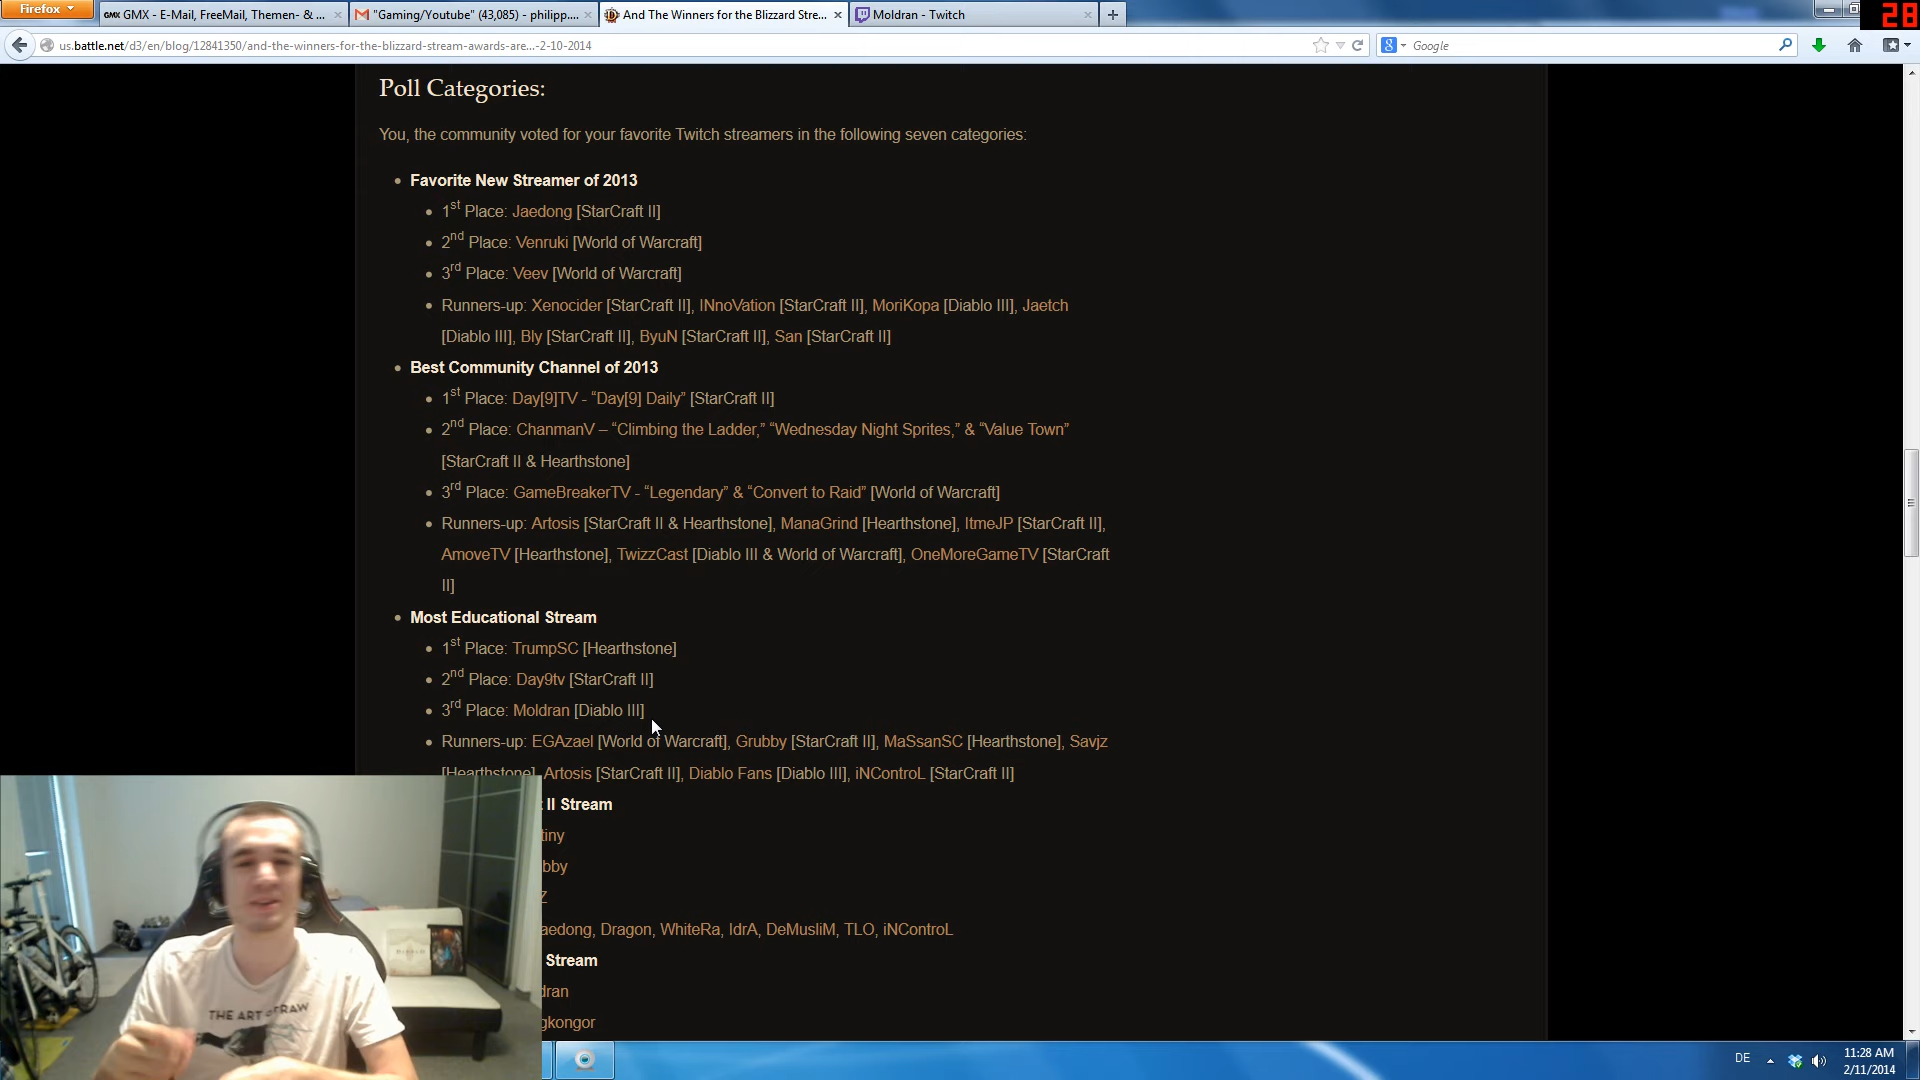 Firefox
GMX GMX - E-Mail, FreeMail, Themen- & ...
"Gaming/Youtube" (43,085) - philipp....
And The Winners for the Blizzard Stre...
Moldran - Twitch
28
us.battle.net/d3/en/blog/12841350/and-the-winners-for-the-blizzard-stream-awards-are...-2-10-2014
Google
Poll Categories:
You, the community voted for your favorite Twitch streamers in the following seven categories:
Favorite New Streamer of 2013
1st Place: Jaedong [StarCraft II]
2nd Place: Venruki [World of Warcraft]
3rd Place: Veev [World of Warcraft]
Runners-up: Xenocider [StarCraft II], INnoVation [StarCraft II], MoriKopa [Diablo III], Jaetch
[Diablo III], Bly [StarCraft II], ByuN [StarCraft II], San [StarCraft II]
Best Community Channel of 2013
1st Place: Day[9]TV - “Day[9] Daily” [StarCraft II]
2nd Place: ChanmanV – “Climbing the Ladder,” “Wednesday Night Sprites,” & “Value Town”
[StarCraft II & Hearthstone]
3rd Place: GameBreakerTV - “Legendary” & “Convert to Raid” [World of Warcraft]
Runners-up: Artosis [StarCraft II & Hearthstone], ManaGrind [Hearthstone], ItmeJP [StarCraft II],
AmoveTV [Hearthstone], TwizzCast [Diablo III & World of Warcraft], OneMoreGameTV [StarCraft
II]
Most Educational Stream
1st Place: TrumpSC [Hearthstone]
2nd Place: Day9tv [StarCraft II]
3rd Place: Moldran [Diablo III]
Runners-up: EGAzael [World of Warcraft], Grubby [StarCraft II], MaSsanSC [Hearthstone], Savjz
[Hearthstone], Artosis [StarCraft II], Diablo Fans [Diablo III], iNControL [StarCraft II]
II Stream
tiny
bby
Z
aedong, Dragon, WhiteRa, IdrA, DeMusliM, TLO, iNControL
Stream
dran
gkongor
THE ART
DRAW
DE
11:28 AM
2/11/2014